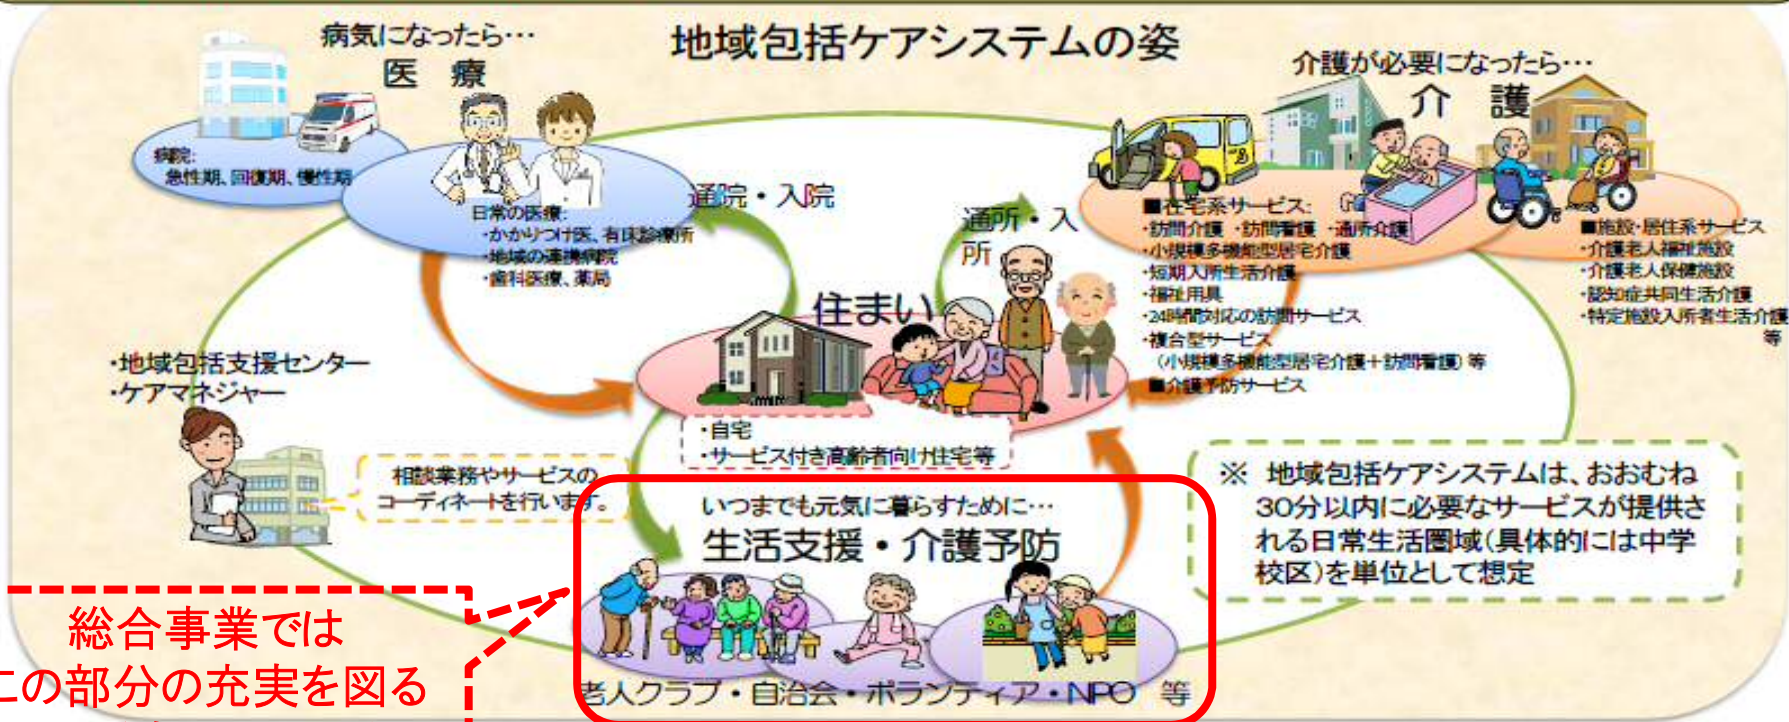 地域包括ケアシステムの姿
病気になったら…
医 療
病院:
急性期、回復期、慢性期
日常の医療:
・かかりつけ医、有床診療所
・地域の連携病院
・歯科医療、薬局
通院・入院
通所・入
所
介護が必要になったら…
介 護
■在宅系サービス:
・訪問介護 ・訪問看護 ・通所介護
・小規模多機能型居宅介護
・短期入所生活介護
・福祉用具
・24時間対応の訪問サービス
・複合型サービス
（小規模多機能型居宅介護＋訪問看護）等
■介護予防サービス
■施設・居住系サービス
・介護老人福祉施設
・介護老人保健施設
・認知症共同生活介護
・特定施設入所者生活介護
等
住まい
・自宅
・サービス付き高齢者向け住宅等
・地域包括支援センター
・ケアマネジャー
相談業務やサービスの
コーディネートを行います。
いつまでも元気に暮らすために…
生活支援・介護予防
老人クラブ・自治会・ボランティア・NPO 等
※ 地域包括ケアシステムは、おおむね
30分以内に必要なサービスが提供さ
れる日常生活圏域（具体的には中学
校区）を単位として想定
総合事業では
この部分の充実を図る